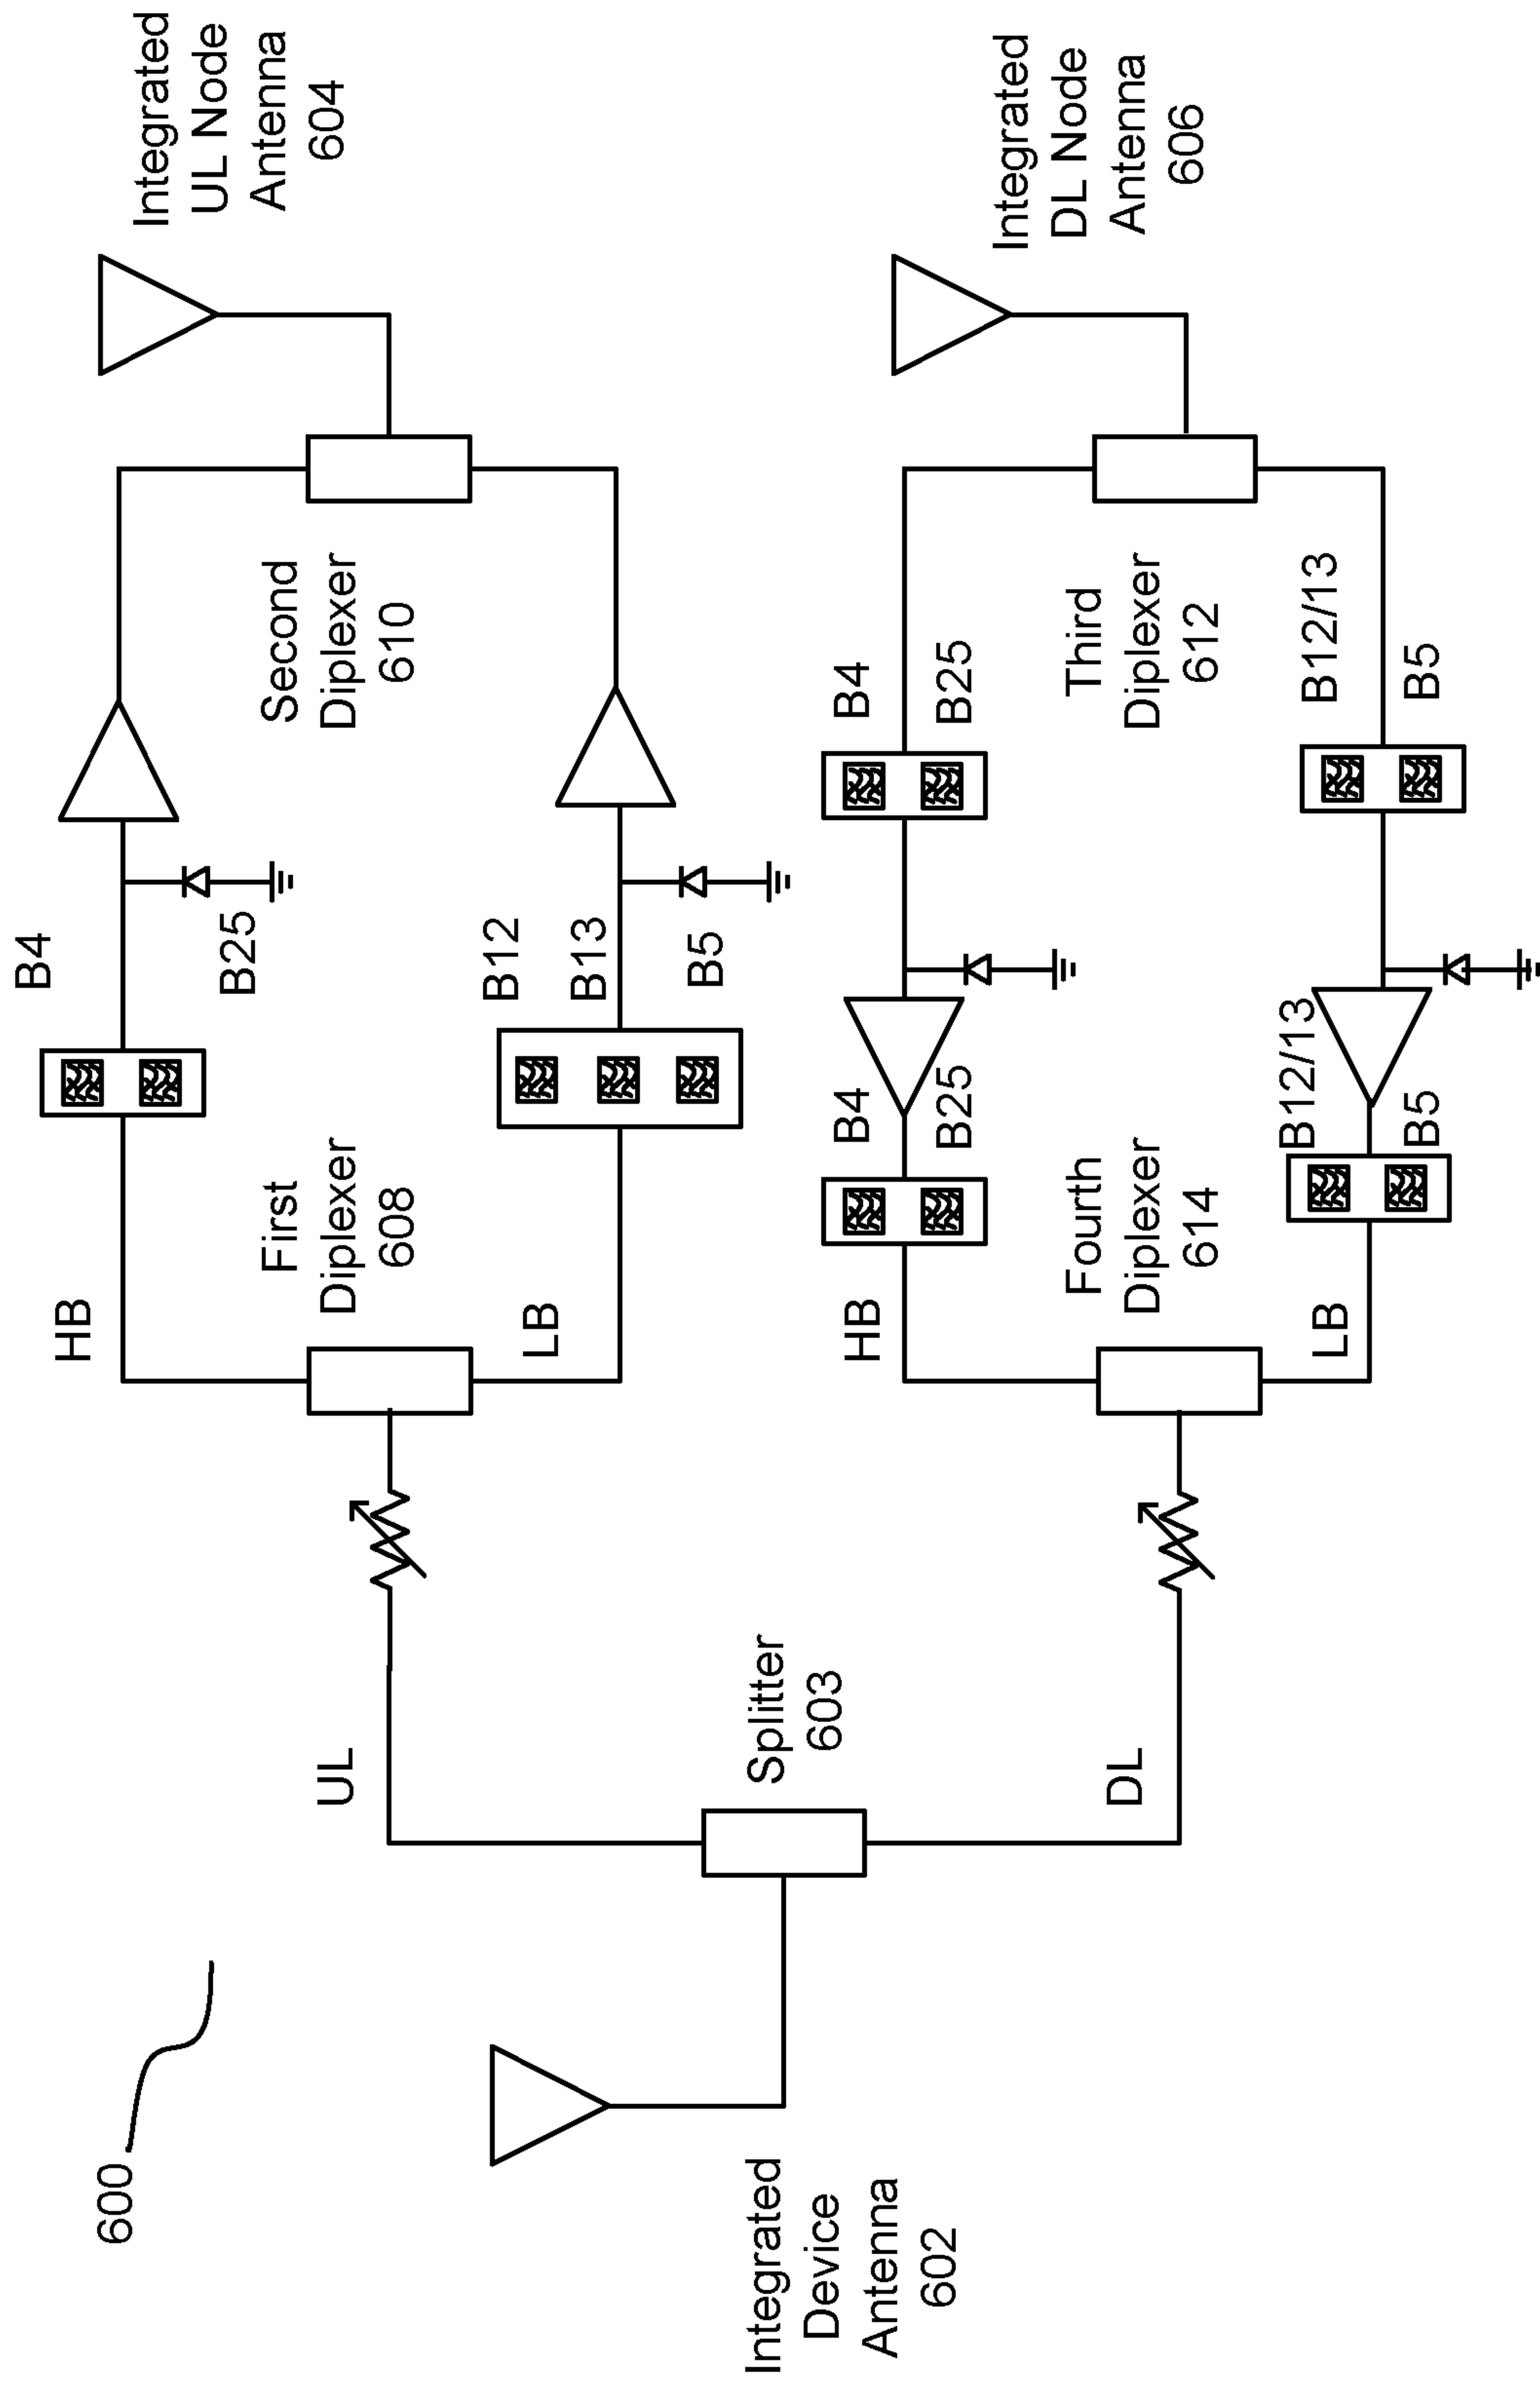 600
Integrated
Device
Antenna
602
Splitter
603
UL
DL
HB
LB
First
Diplexer
608
B4
B25
B12
B13
B5
Second
Diplexer
610
Integrated
UL Node
Antenna
604
HB
LB
Fourth
Diplexer
614
B4
B25
B12/13
B5
B4
B25
B12/13
B5
Third
Diplexer
612
Integrated
DL Node
Antenna
606